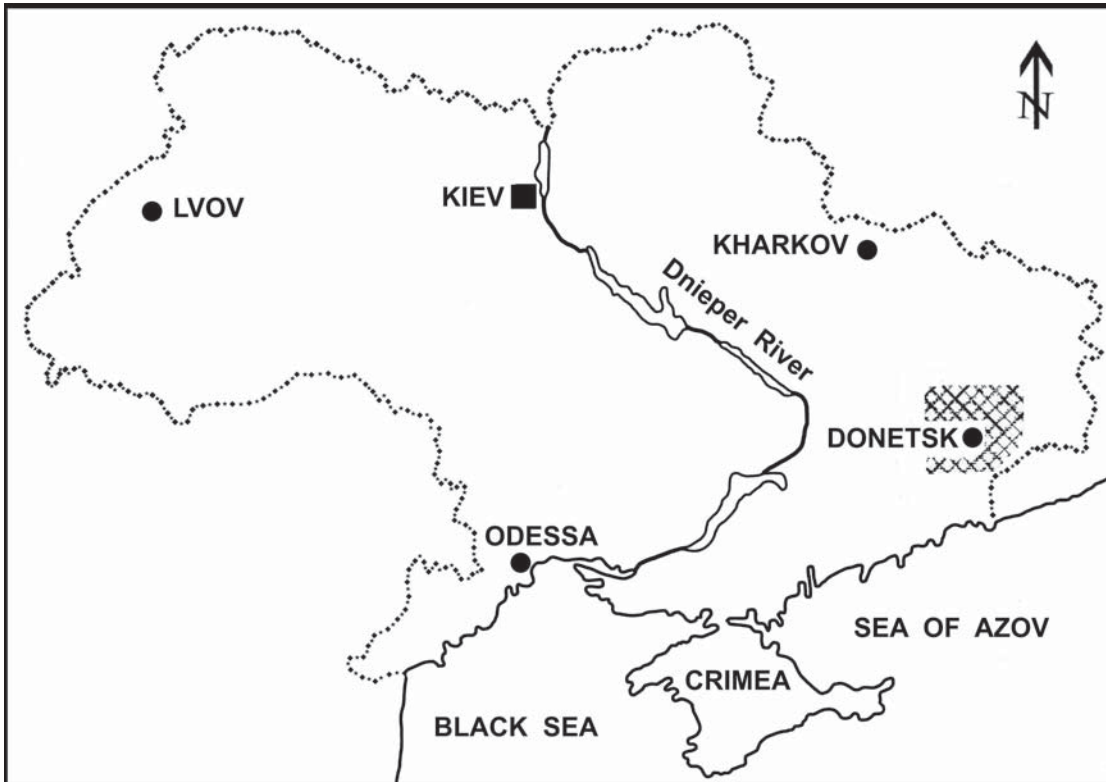 N
LVOV
KIEV
KHARKOV
Dnieper River
DONETSK
ODESSA
SEA OF AZOV
CRIMEA
BLACK SEA